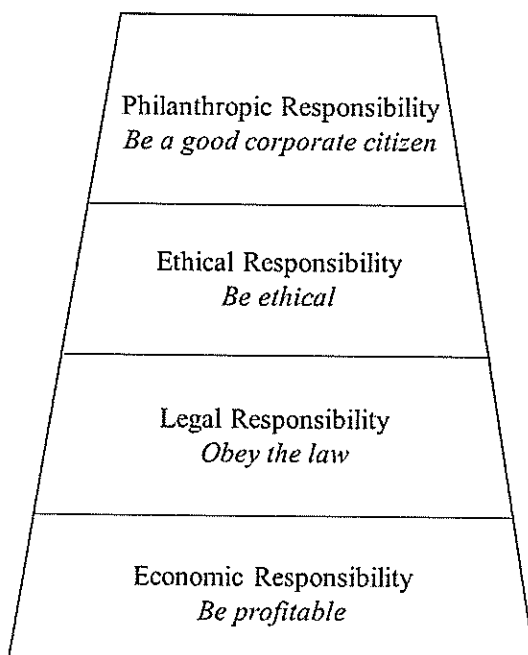 Philanthropic Responsibility
Be a good corporate citizen
Ethical Responsibility
Be ethical
Legal Responsibility
Obey the law
Economic Responsibility
Be profitable